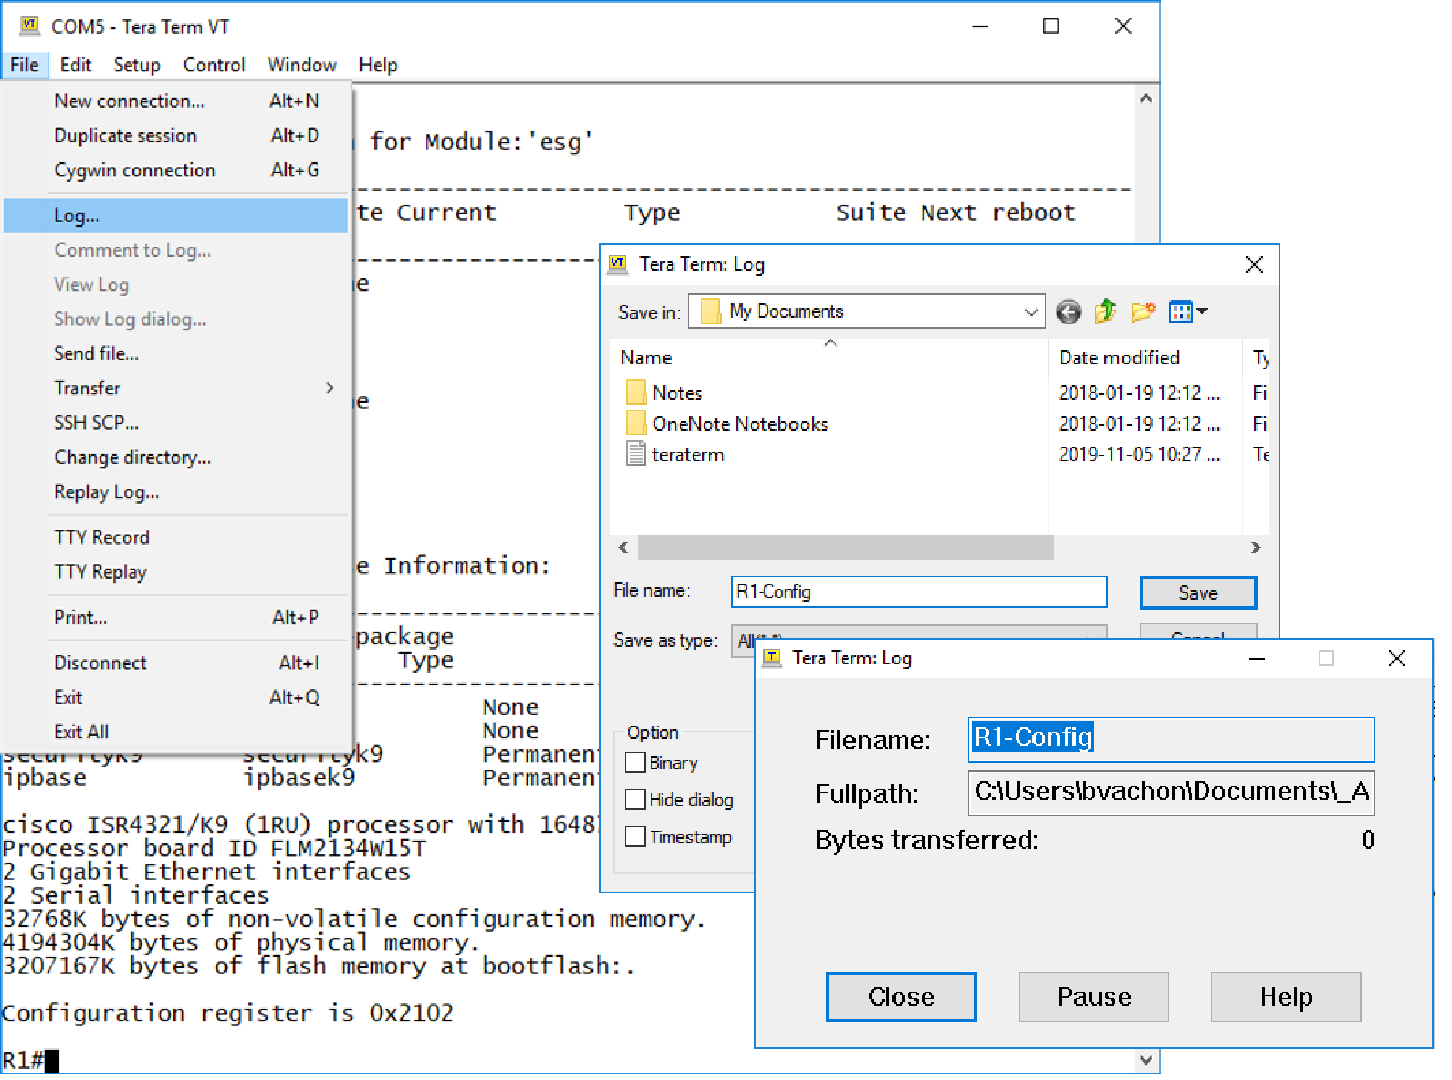 COM5 - Tera Term VT
File Edit Setup Control Window Help
New connection... Alt+N
Duplicate session Alt+D
Cygwin connection Alt+G
Log...
Comment to Log...
View Log
Show Log dialog...
Send file...
Transfer
SSH SCP...
Change directory...
Replay Log...
TTY Record
TTY Replay
Print... Alt+P
Disconnect Alt+I
Exit Alt+Q
Exit All
for Module:'esg'
te Current Type Suite Next reboot
e Information:
package
Type
None
None
securityk9 securityk9 Permanen
ipbase ipbasek9 Permanen
cisco ISR4321/K9 (1RU) processor with 1648
Processor board ID FLM2134W15T
2 Gigabit Ethernet interfaces
2 Serial interfaces
32768K bytes of non-volatile configuration memory.
4194304K bytes of physical memory.
3207167K bytes of flash memory at bootflash:.
Configuration register is 0x2102
R1#
Tera Term: Log
Save in: My Documents
Name Date modified Ty
Notes 2018-01-19 12:12 ... Fi
OneNote Notebooks 2018-01-19 12:12 ... Fi
teraterm 2019-11-05 10:27 ... Te
File name: R1-Config Save
Save as type: All(*.*) Cancel
Option
Binary
Hide dialog
Timestamp
Tera Term: Log
Filename: R1-Config
Fullpath: C:\Users\bvachon\Documents\_A
Bytes transferred: 0
Close Pause Help